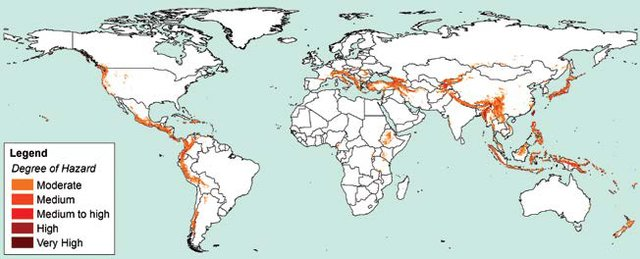 Legend
Degree of Hazard
Moderate
Medium
Medium to high
High
Very High